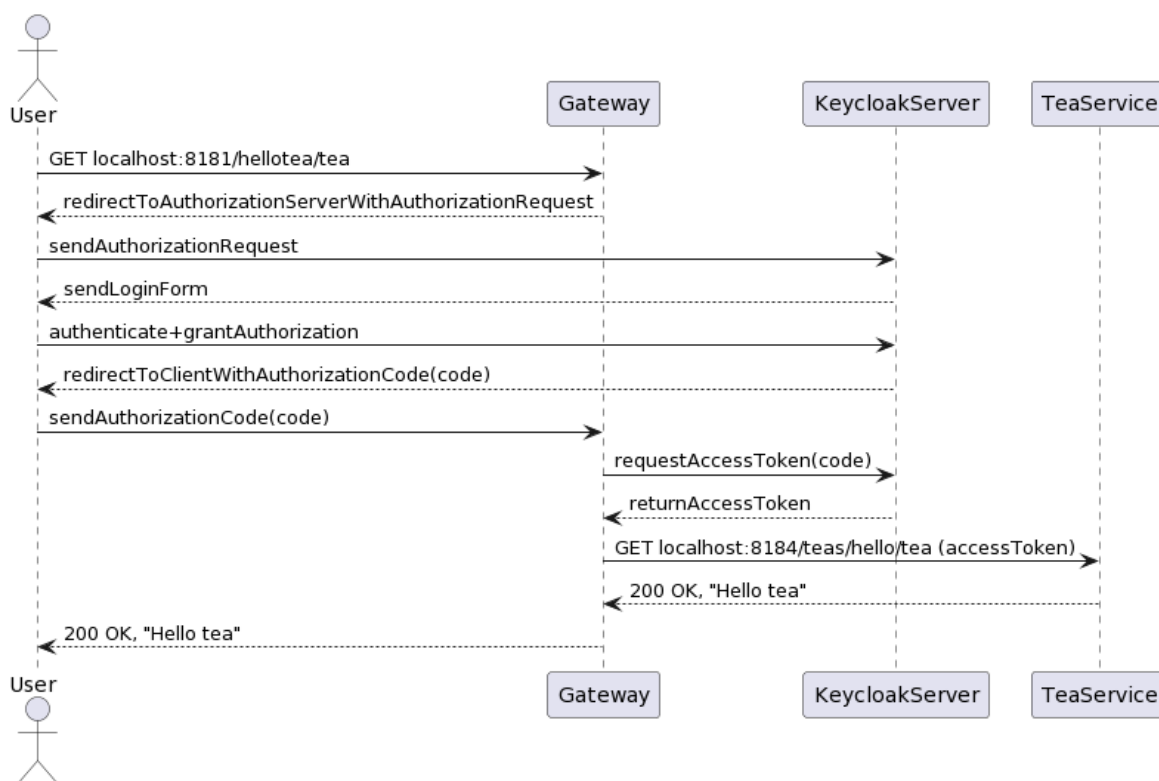 User
Gateway
KeycloakServer
TeaService
GET localhost:8181/hellotea/tea
redirectToAuthorizationServerWithAuthorizationRequest
sendAuthorizationRequest
sendLoginForm
authenticate+grantAuthorization
redirectToClientWithAuthorizationCode(code)
sendAuthorizationCode(code)
requestAccessToken(code)
returnAccessToken
GET localhost:8184/teas/hello/tea (accessToken)
200 OK, "Hello tea"
200 OK, "Hello tea"
User
Gateway
KeycloakServer
TeaService